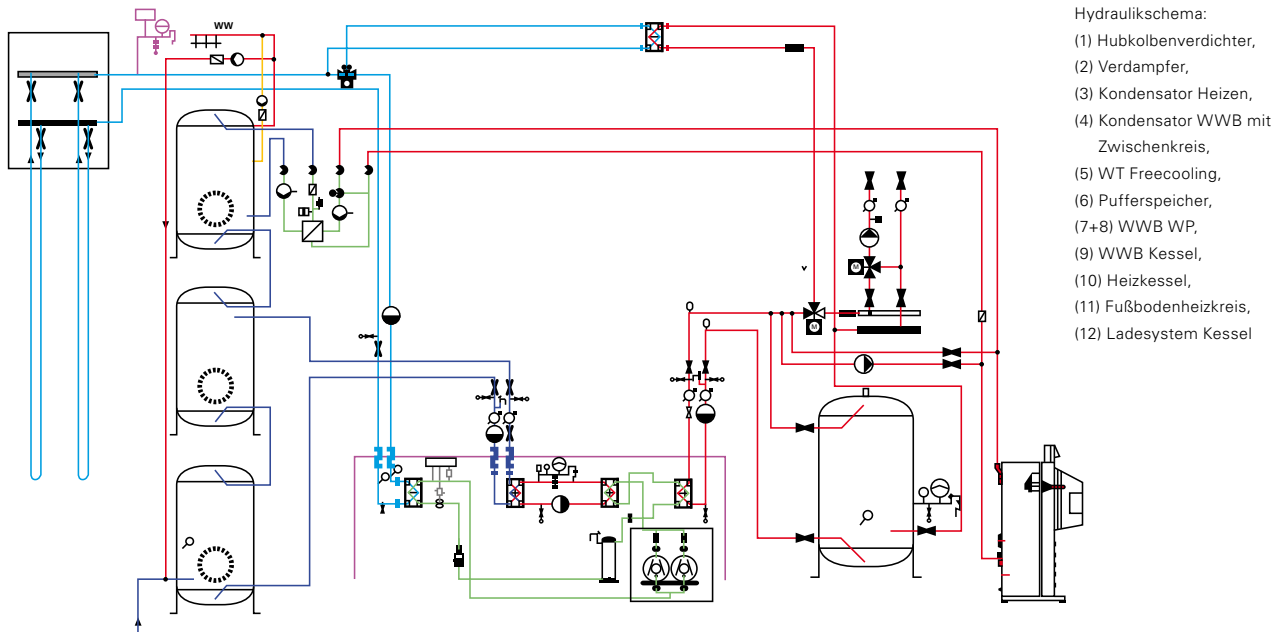 WW
Hydraulikschema:
(1) Hubkolbenverdichter,
(2) Verdampfer,
(3) Kondensator Heizen,
(4) Kondensator WWB mit
Zwischenkreis,
(5) WT Freecooling,
(6) Pufferspeicher,
(7+8) WWB WP,
(9) WWB Kessel,
(10) Heizkessel,
(11) Fußbodenheizkreis,
(12) Ladesystem Kessel
M
M